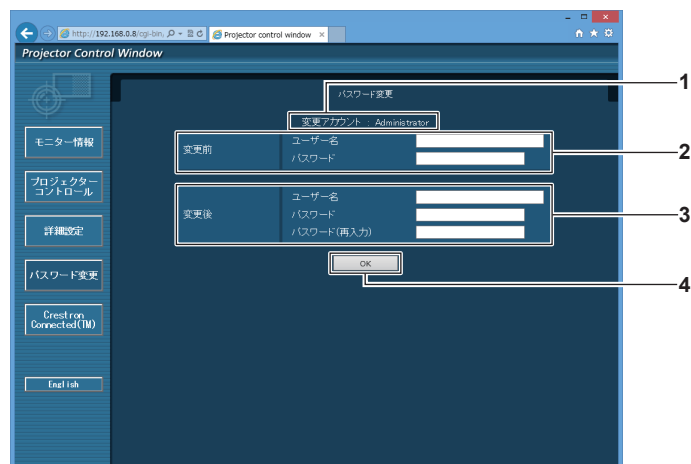 http://192.168.0.8/cgi-bin,
Projector control window
Projector Control Window
パスワード変更
1
変更アカウント : Administrator
モニター情報
変更前
ユーザー名
パスワード
2
プロジェクター
コントロール
変更後
ユーザー名
パスワード
パスワード(再入力)
3
詳細設定
OK
4
パスワード変更
Crestron
Connected(TM)
English